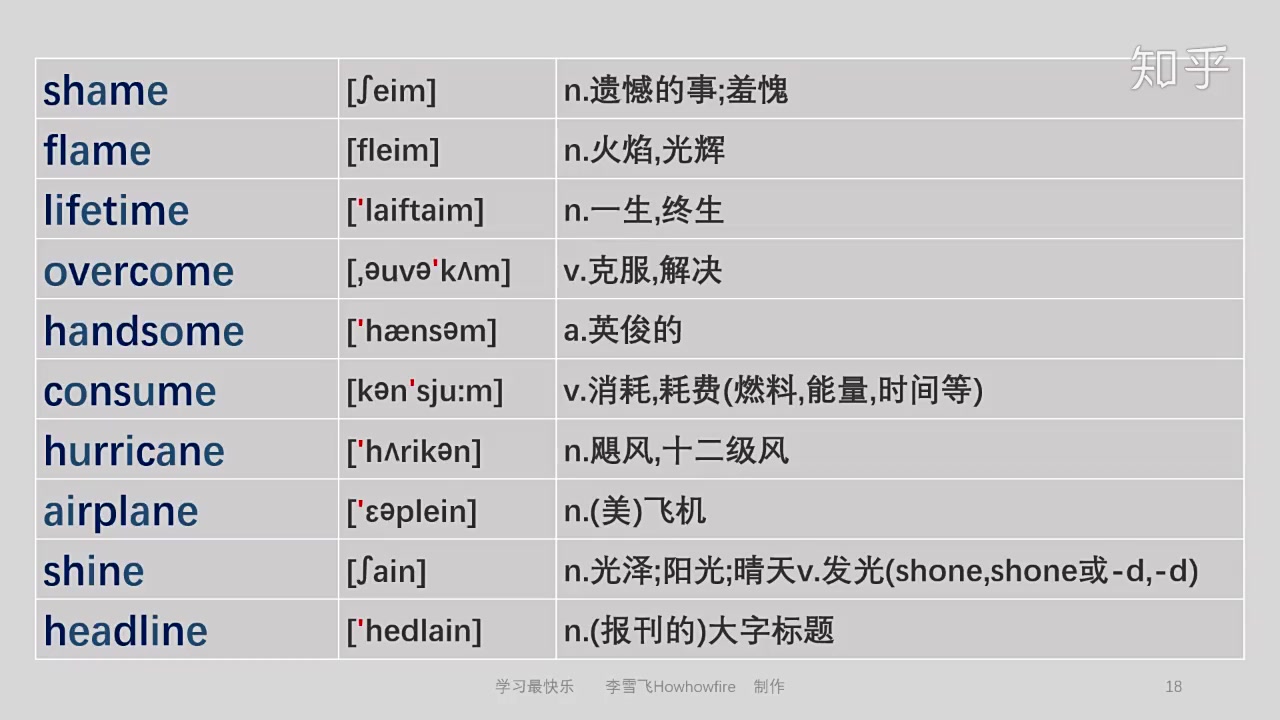 知乎
shame [ʃeim] n.遗憾的事;羞愧
flame [fleim] n.火焰,光辉
lifetime ['laiftaim] n.一生,终生
overcome [,əuvə'kʌm] v.克服,解决
handsome ['hænsəm] a.英俊的
consume [kən'sju:m] v.消耗,耗费(燃料,能量,时间等)
hurricane ['hʌrikən] n.飓风,十二级风
airplane ['εəplein] n.(美)飞机
shine [ʃain] n.光泽;阳光;晴天v.发光(shone,shone或-d,-d)
headline ['hedlain] n.(报刊的)大字标题
学习最快乐 李雪飞Howhowfire 制作 18